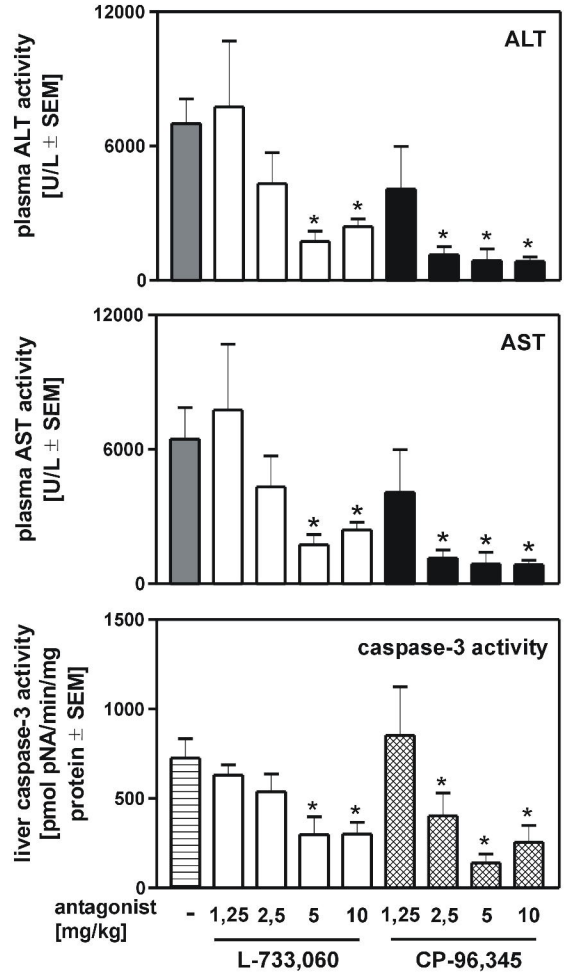 12000
ALT
plasma ALT activity
[U/L ± SEM]
6000
* * * * *
0
12000
AST
plasma AST activity
[U/L ± SEM]
6000
* * * * *
0
1500
caspase-3 activity
liver caspase-3 activity
[pmol pNA/min/mg
protein ± SEM]
1000
500
* * * * *
0
antagonist
[mg/kg]
- 1,25 2,5 5 10 1,25 2,5 5 10
L-733,060 CP-96,345